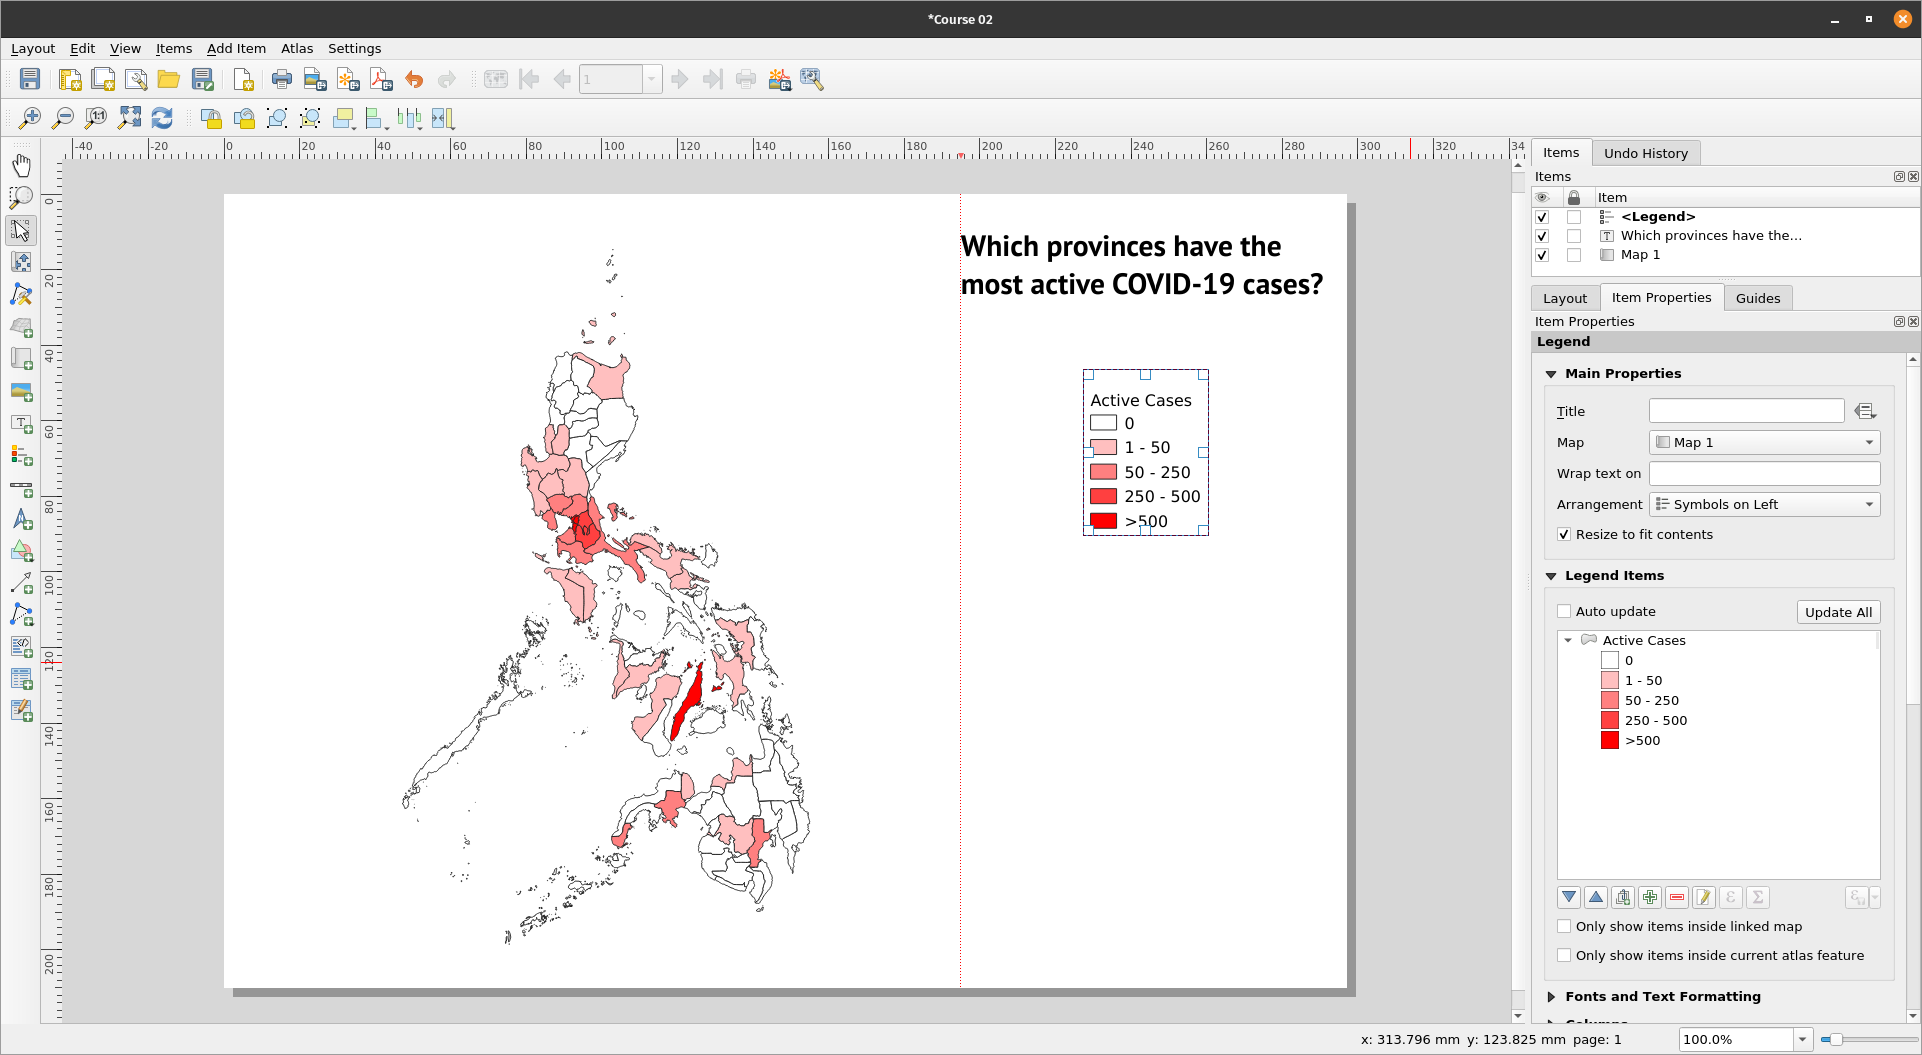 *Course 02
Layout Edit View Items Add Item Atlas Settings
1
1:1
-40 -20 0 20 40 60 80 100 120 140 160 180 200 220 240 260 280 300 320 34
0
20
40
60
80
100
120
140
160
180
200
Which provinces have the
most active COVID-19 cases?
Active Cases
0
1 - 50
50 - 250
250 - 500
>500
Items Undo History
Items
Item
<Legend>
Which provinces have the...
Map 1
Layout Item Properties Guides
Item Properties
Legend
Main Properties
Title
Map Map 1
Wrap text on
Arrangement Symbols on Left
Resize to fit contents
Legend Items
Auto update Update All
Active Cases
0
1 - 50
50 - 250
250 - 500
>500
Only show items inside linked map
Only show items inside current atlas feature
Fonts and Text Formatting
Columns
x: 313.796 mm y: 123.825 mm page: 1 100.0%